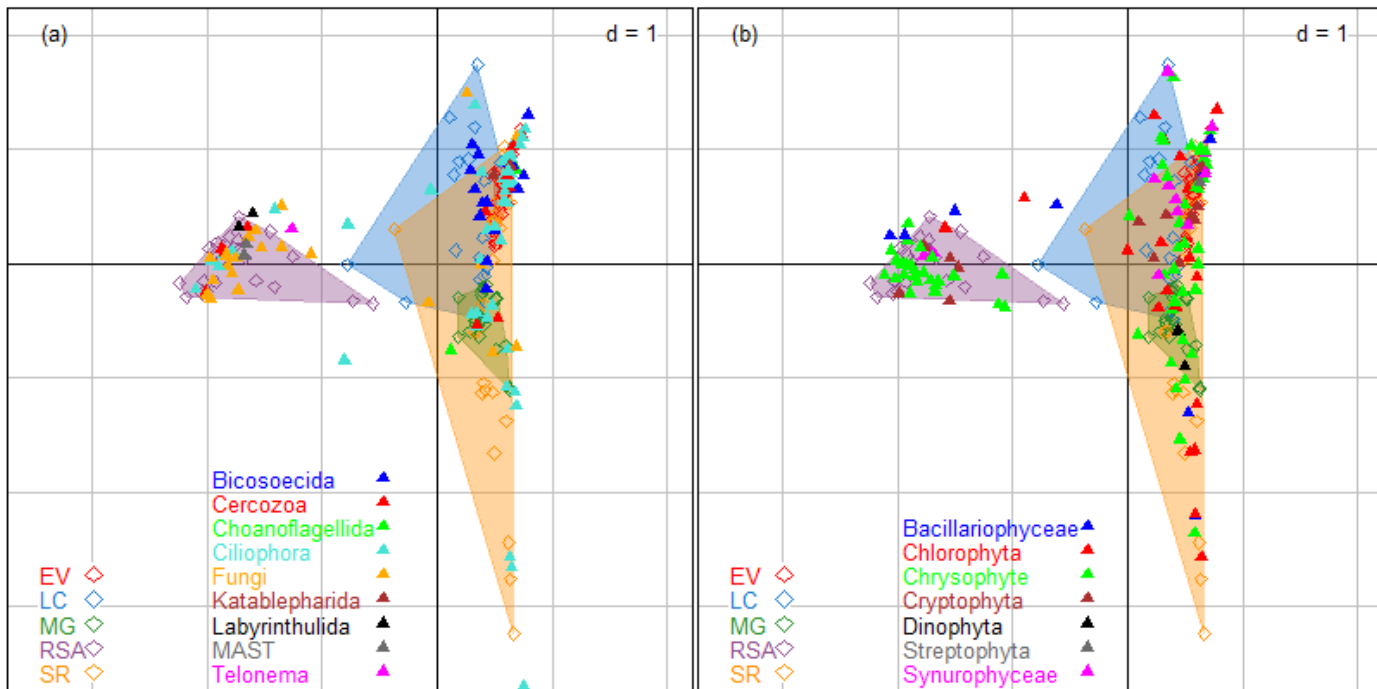 (a) d = 1
Bicosoecida
Cercozoa
Choanoflagellida
Ciliophora
EV Fungi
LC Katablepharida
MG Labyrinthulida
RSA MAST
SR Telonema
(b) d = 1
Bacillariophyceae
Chlorophyta
EV Chrysophyte
LC Cryptophyta
MG Dinophyta
RSA Streptophyta
SR Synurophyceae